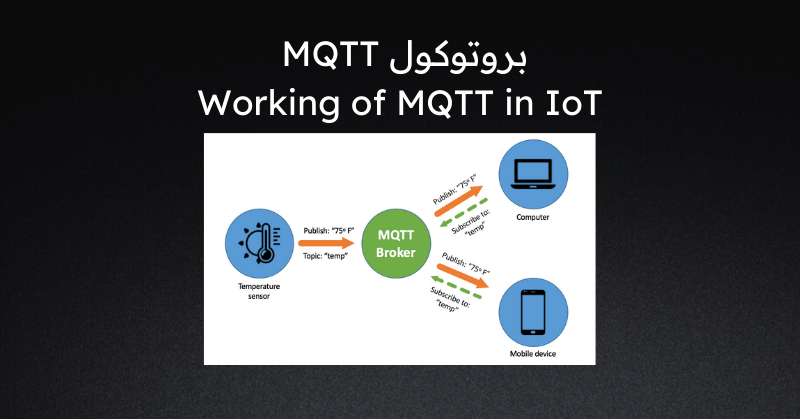 بروتوكول MQTT
Working of MQTT in IoT
Publish: "75º F"
Topic: "temp"
Temperature
sensor
MQTT
Broker
Publish: "75º F"
Subscribe to:
"temp"
Computer
Publish: "75º F"
Subscribe to:
"temp"
Mobile device